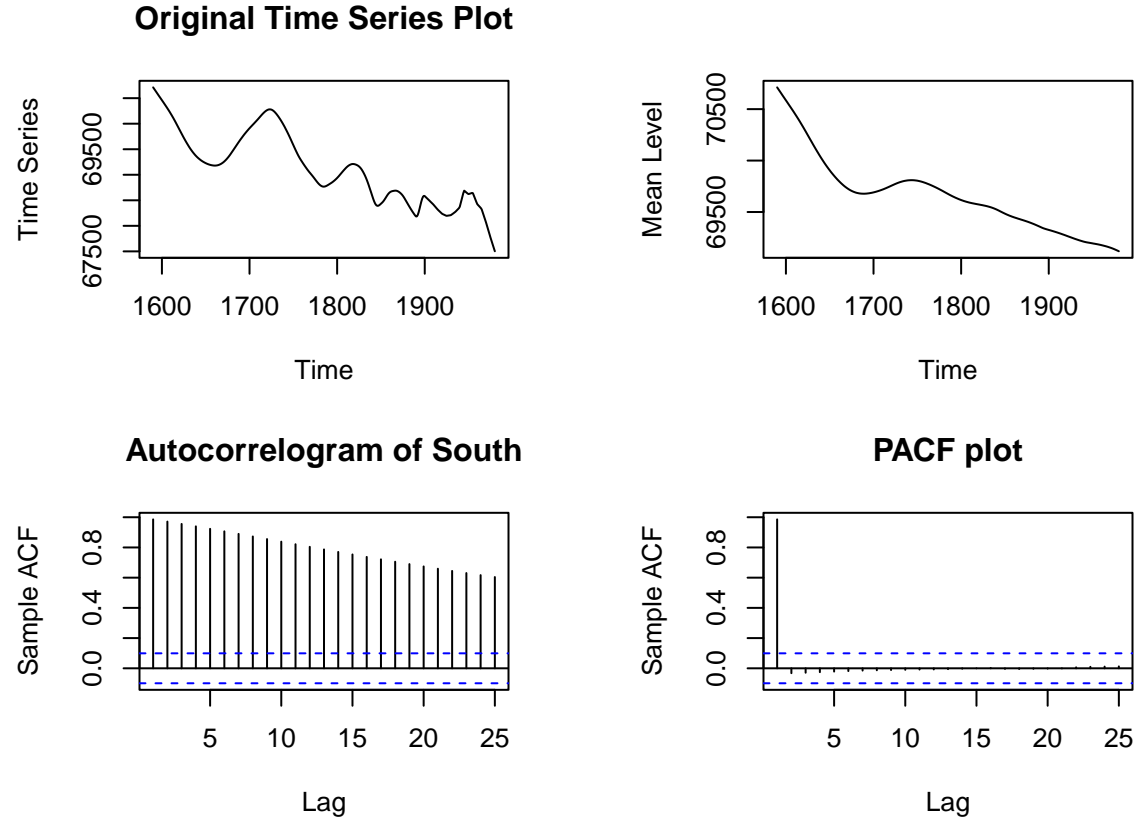 Original Time Series Plot
Time Series
67500 69500
1600 1700 1800 1900
Time
Mean Level
69500 70500
1600 1700 1800 1900
Time
Autocorrelogram of South
Sample ACF
0.0 0.4 0.8
5 10 15 20 25
Lag
PACF plot
Sample ACF
0.0 0.4 0.8
5 10 15 20 25
Lag